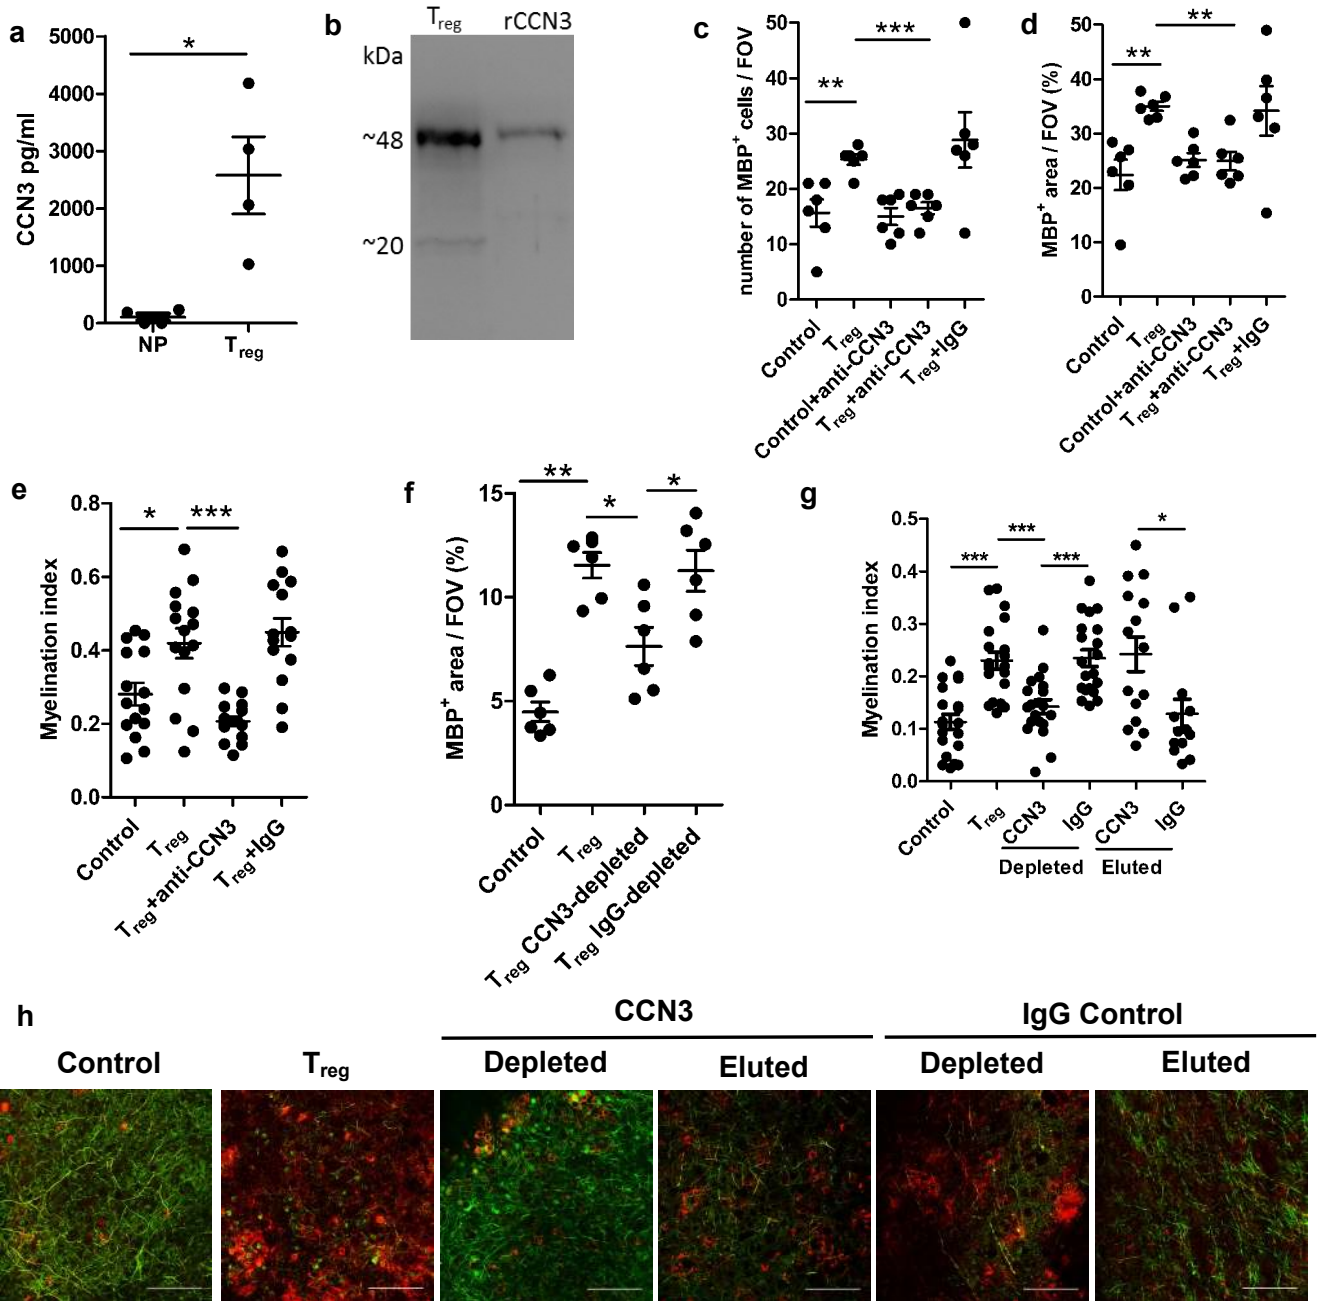 a
*
CCN3 pg/ml
5000
4000
3000
2000
1000
0
NP
Treg
b
Treg rCCN3
kDa
~48
~20
c
number of MBP+ cells / FOV
50
40
30
20
10
0
**
***
Control
Treg
Control+anti-CCN3
Treg+anti-CCN3
Treg+IgG
d
MBP+ area / FOV (%)
50
40
30
20
10
0
**
**
Control
Treg
Control+anti-CCN3
Treg+anti-CCN3
Treg+IgG
e
Myelination index
0.8
0.6
0.4
0.2
0.0
*
***
Control
Treg
Treg+anti-CCN3
Treg+IgG
f
MBP+ area / FOV (%)
15
10
5
0
**
*
*
Control
Treg
Treg CCN3-depleted
Treg IgG-depleted
g
Myelination index
0.5
0.4
0.3
0.2
0.1
0.0
***
***
***
*
Control
Treg
CCN3
IgG
CCN3
IgG
Depleted
Eluted
h
CCN3
IgG Control
Control
Treg
Depleted
Eluted
Depleted
Eluted